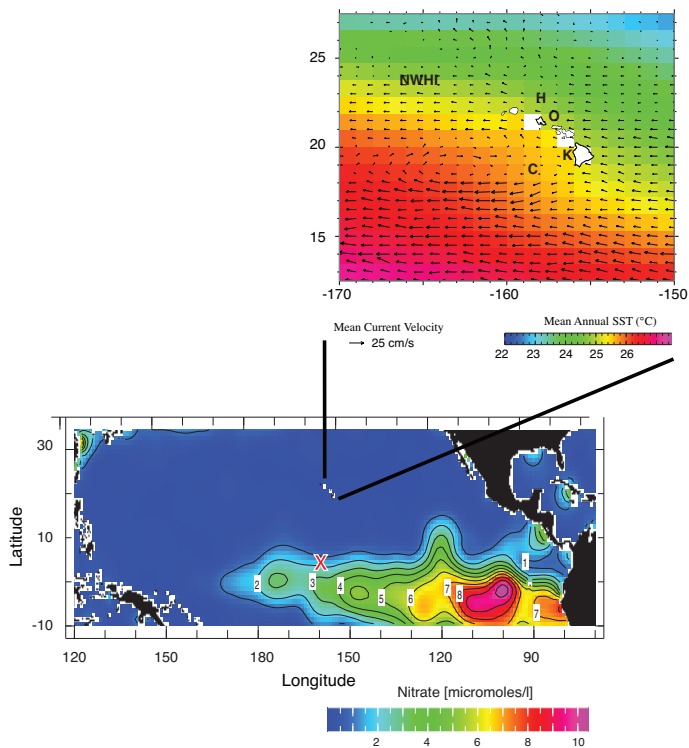 25
NWHI
H
O
20
K
C
15
-170
-160
-150
Mean Current Velocity
25 cm/s
Mean Annual SST (°C)
22 23 24 25 26
30
10
-10
Latitude
X
1
2 3 4 5 6 7 8 7
120 150 180 150 120 90
Longitude
Nitrate [micromoles/l]
2 4 6 8 10